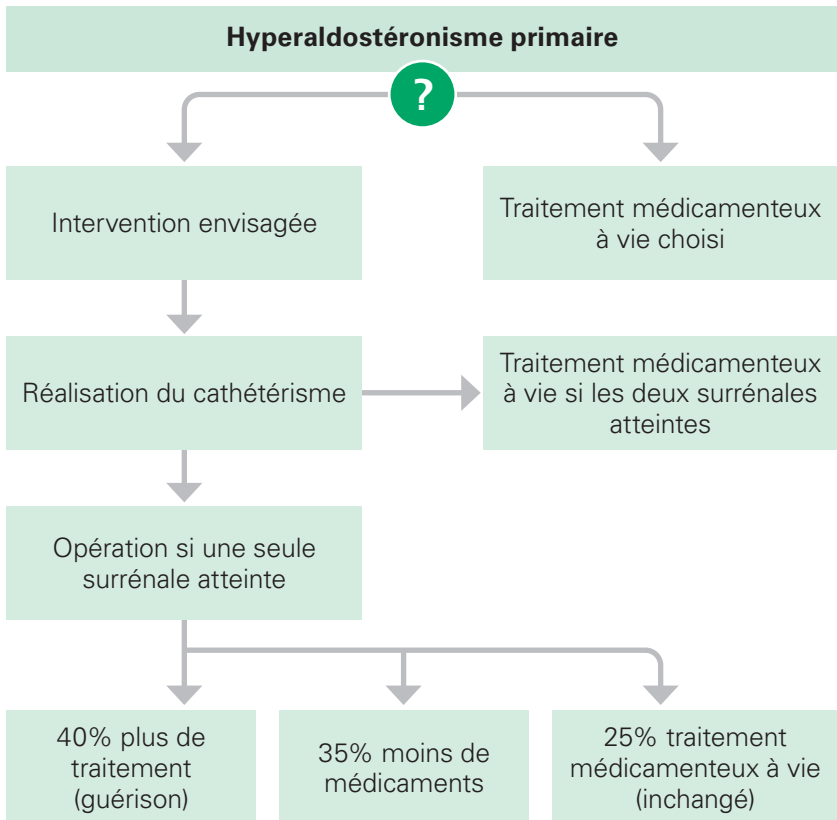 Hyperaldostéronisme primaire
?
Intervention envisagée
Traitement médicamenteux
à vie choisi
Réalisation du cathétérisme
Traitement médicamenteux
à vie si les deux surrénales
atteintes
Opération si une seule
surrénale atteinte
40% plus de
traitement
(guérison)
35% moins de
médicaments
25% traitement
médicamenteux à vie
(inchangé)